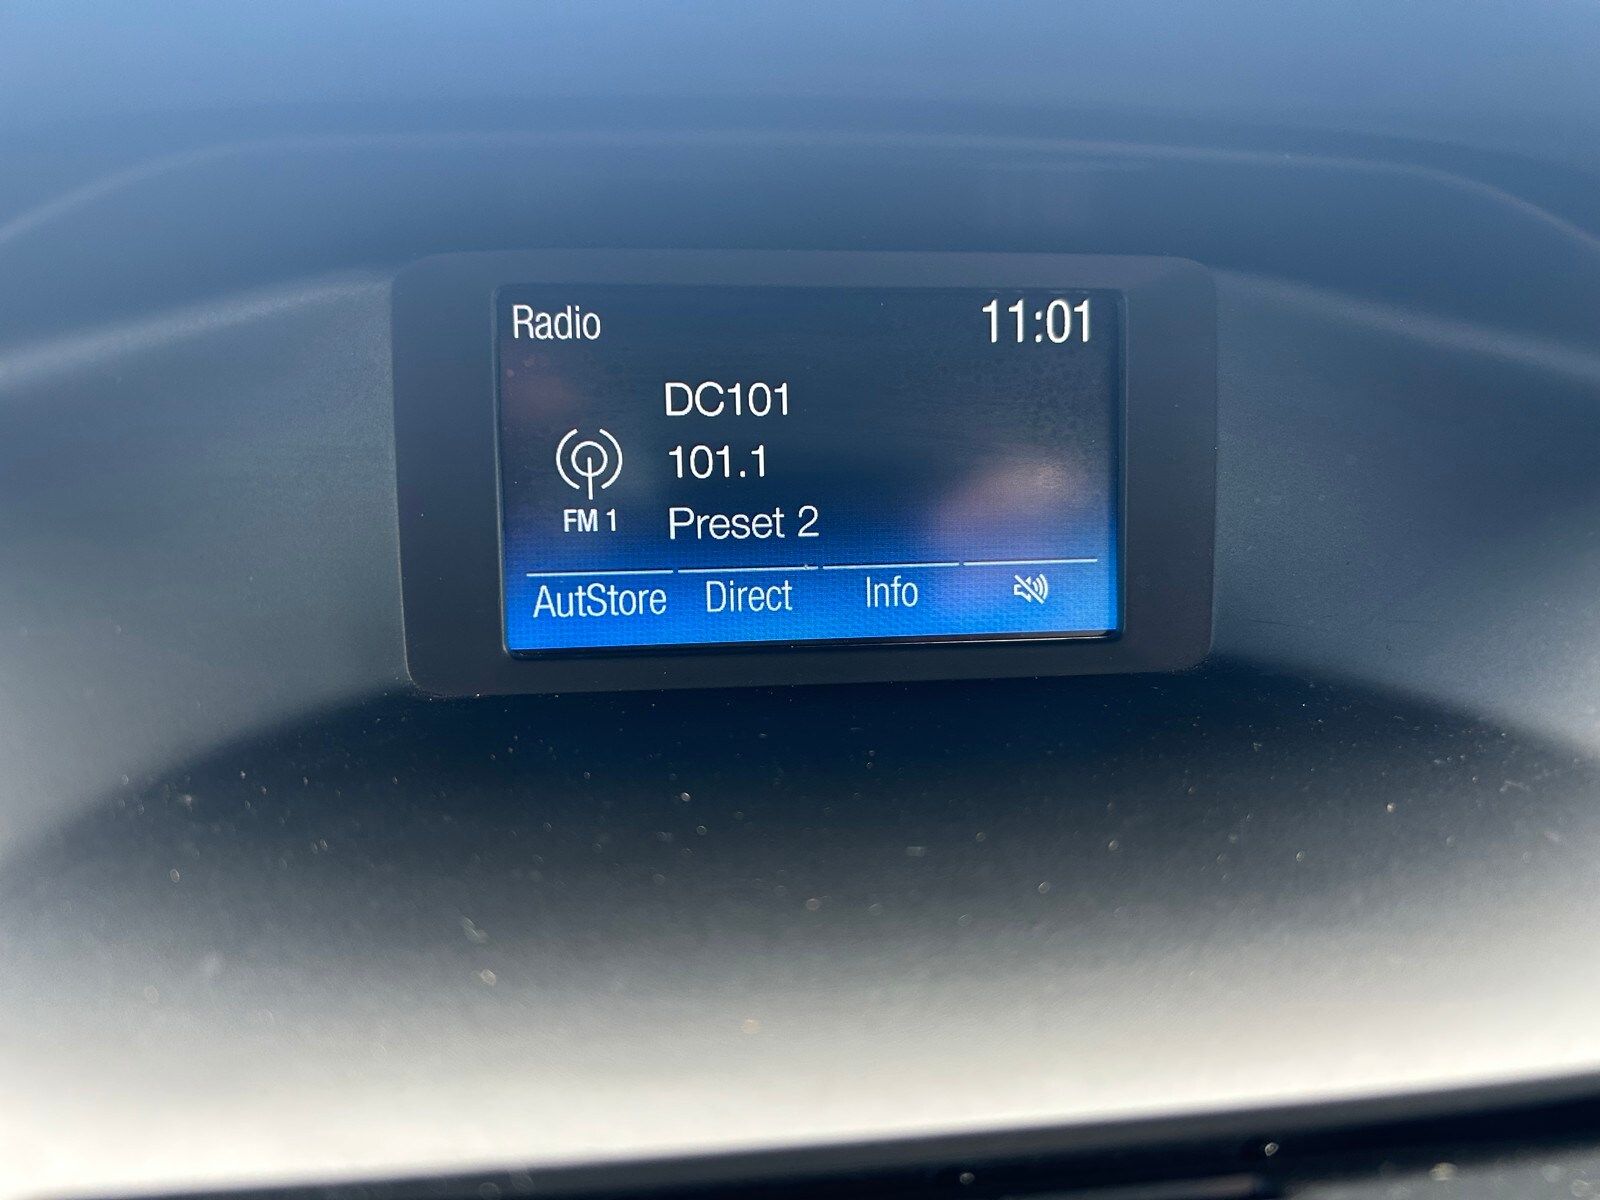 Radio 11:01
DC101
101.1
FM 1 Preset 2
AutStore Direct Info